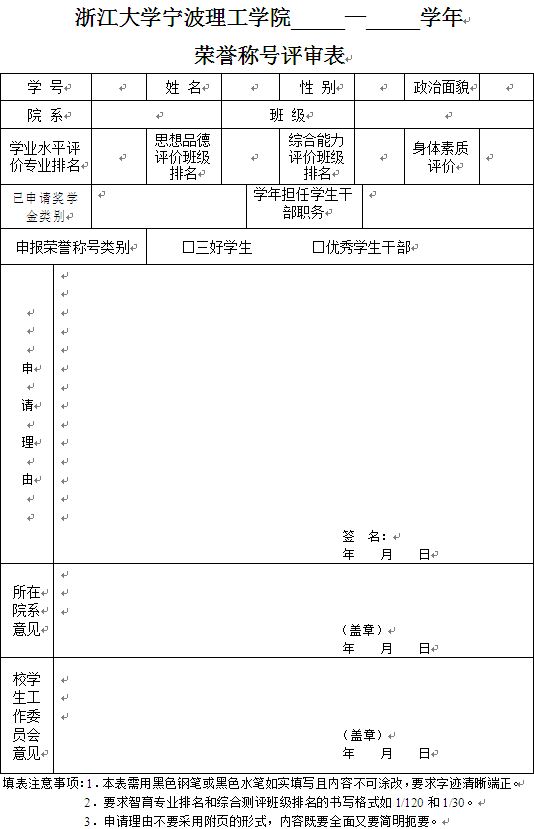 浙江大学宁波理工学院_____—_____学年
荣誉称号评审表
学 号 姓 名 性 别 政治面貌
院 系 班 级
学业水平评价专业排名 思想品德评价班级排名 综合能力评价班级排名 身体素质评价
已申请奖学金类别 学年担任学生干部职务
申报荣誉称号类别 □三好学生 □优秀学生干部
申
请
理
由
签 名：
年 月 日
所在
院系
意见
（盖章）
年 月 日
校学
生工
作委
员会
意见
（盖章）
年 月 日
填表注意事项：1．本表需用黑色钢笔或黑色水笔如实填写且内容不可涂改，要求字迹清晰端正。
2．要求智育专业排名和综合测评班级排名的书写格式如 1/120 和 1/30。
3．申请理由不要采用附页的形式，内容既要全面又要简明扼要。